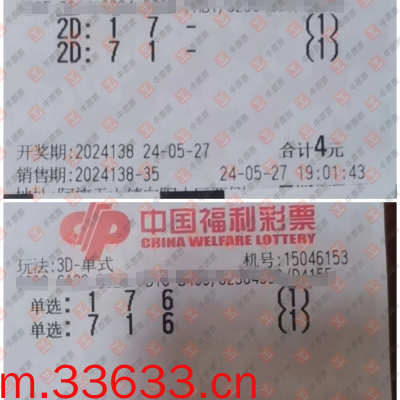 2D: 1 7 - (1)
2D: 7 1 - (1)
开奖期:2024138 24-05-27 合计4元
销售期:2024138-35 24-05-27 19:01:43
中国福利彩票
CHINA WELFARE LOTTERY
玩法:3D-单式 机号:15046153
单选: 1 7 6 (1)
单选: 7 1 6 (1)
m.33633.cn